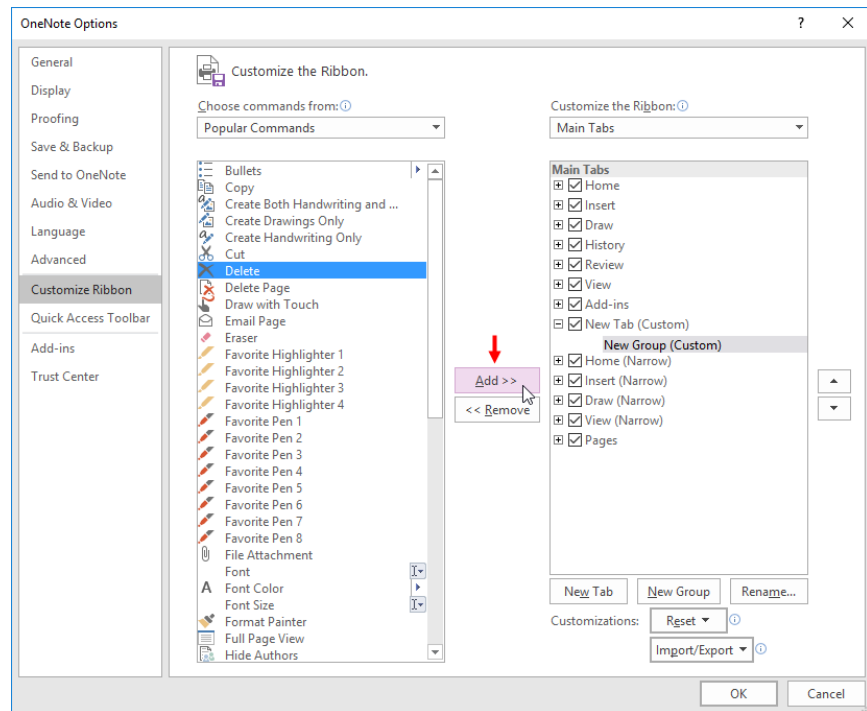 OneNote Options
?
General
Display
Proofing
Save & Backup
Send to OneNote
Audio & Video
Language
Advanced
Customize Ribbon
Quick Access Toolbar
Add-ins
Trust Center
Customize the Ribbon.
Choose commands from:
Popular Commands
Bullets
Copy
Create Both Handwriting and ...
Create Drawings Only
Create Handwriting Only
Cut
Delete
Delete Page
Draw with Touch
Email Page
Eraser
Favorite Highlighter 1
Favorite Highlighter 2
Favorite Highlighter 3
Favorite Highlighter 4
Favorite Pen 1
Favorite Pen 2
Favorite Pen 3
Favorite Pen 4
Favorite Pen 5
Favorite Pen 6
Favorite Pen 7
Favorite Pen 8
File Attachment
Font
Font Color
Font Size
Format Painter
Full Page View
Hide Authors
Add >>
<< Remove
Customize the Ribbon:
Main Tabs
Main Tabs
Home
Insert
Draw
History
Review
View
Add-ins
New Tab (Custom)
New Group (Custom)
Home (Narrow)
Insert (Narrow)
Draw (Narrow)
View (Narrow)
Pages
New Tab New Group Rename...
Customizations: Reset
Import/Export
OK Cancel